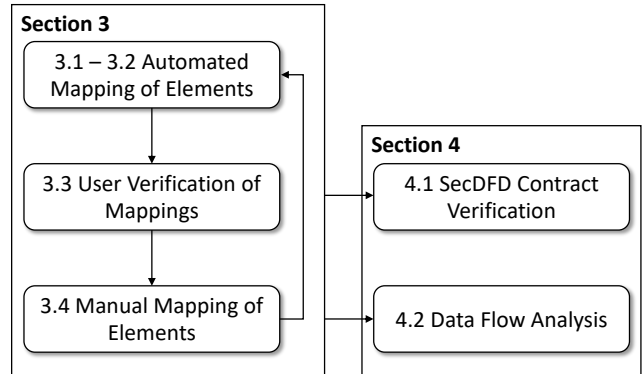 Section 3
3.1 – 3.2 Automated
Mapping of Elements
3.3 User Verification of
Mappings
3.4 Manual Mapping of
Elements
Section 4
4.1 SecDFD Contract
Verification
4.2 Data Flow Analysis